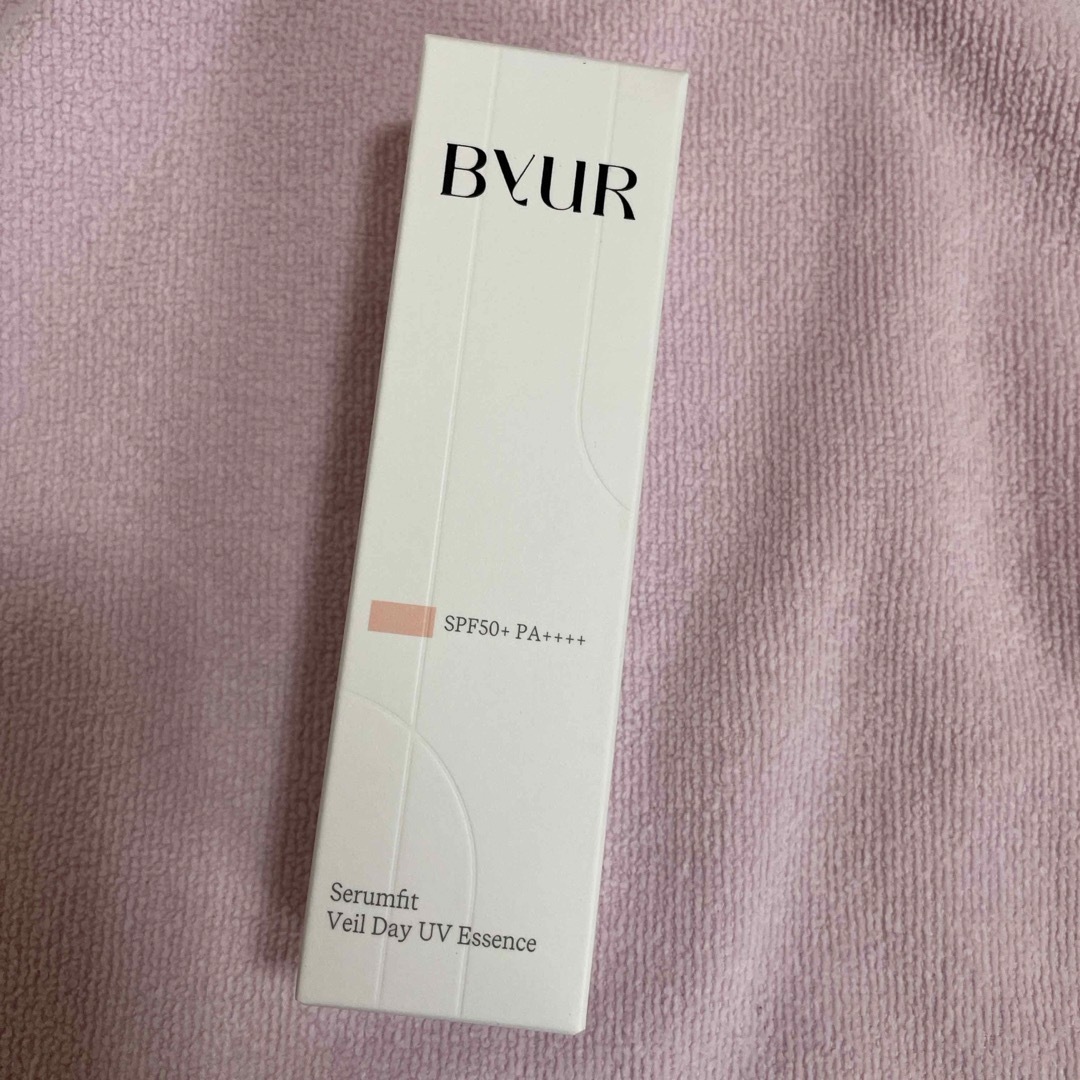 BYUR
SPF50+ PA++++
Serumfit
Veil Day UV Essence